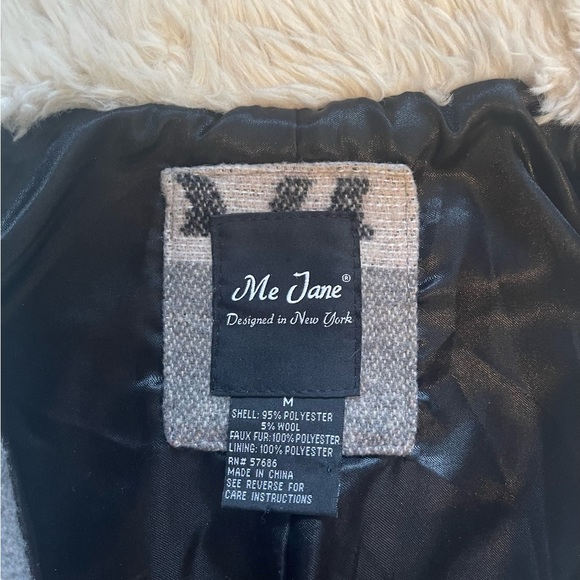 Me Jane®
Designed in New York
M
SHELL: 95% POLYESTER
5% WOOL
FAUX FUR: 100% POLYESTER
LINING: 100% POLYESTER
RN# 57686
MADE IN CHINA
SEE REVERSE FOR
CARE INSTRUCTIONS